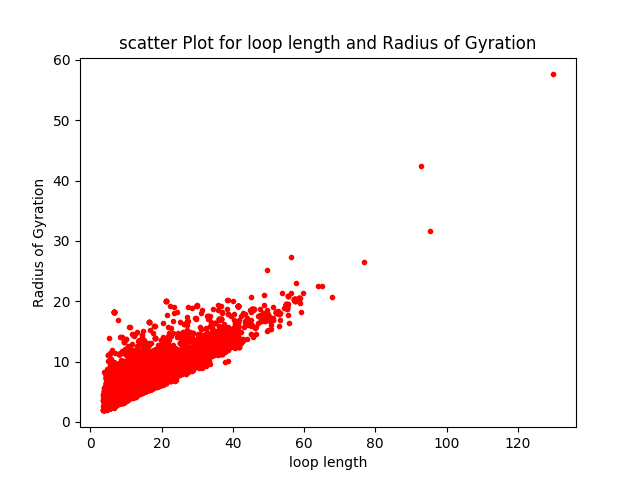 scatter Plot for loop length and Radius of Gyration
60
50
40
30
20
10
0
Radius of Gyration
0 20 40 60 80 100 120
loop length